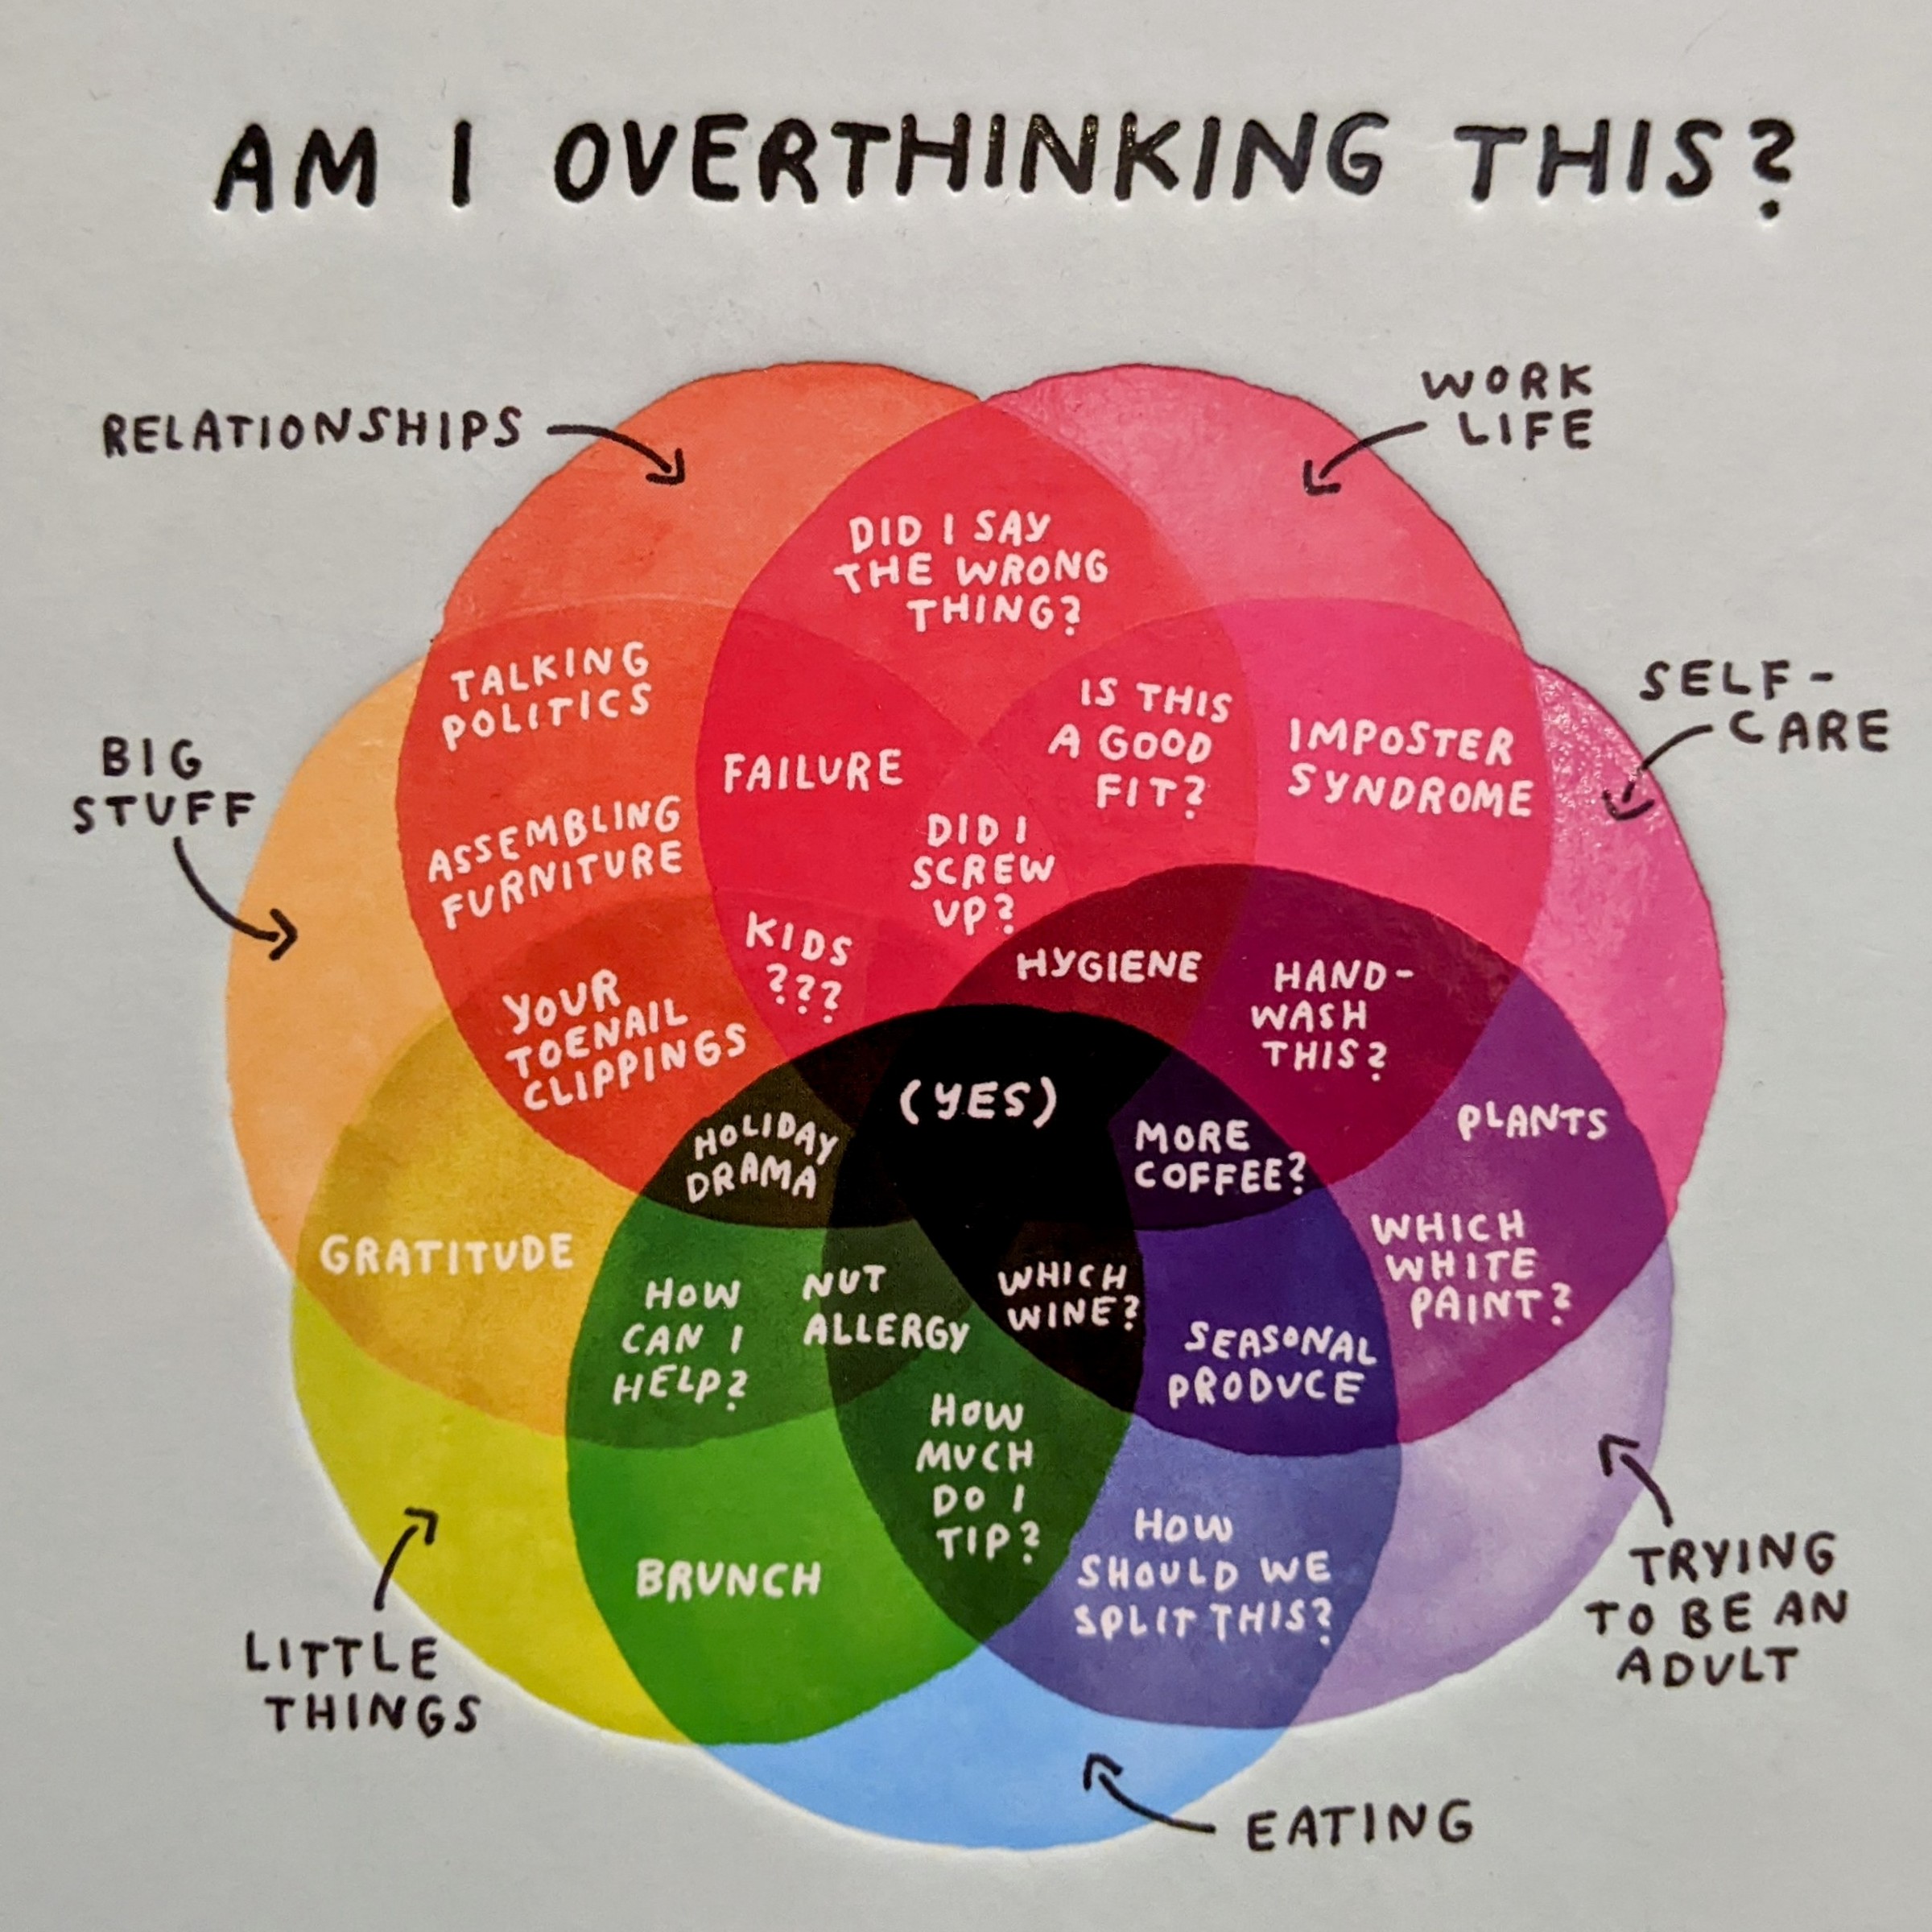 AM I OVERTHINKING THIS?
RELATIONSHIPS
WORK
LIFE
SELF-
CARE
BIG
STUFF
DID I SAY
THE WRONG
THING?
TALKING
POLITICS
FAILURE
IS THIS
A GOOD
FIT?
IMPOSTER
SYNDROME
ASSEMBLING
FURNITURE
DID I
SCREW
UP?
KIDS
???
HYGIENE
HAND-
WASH
THIS?
YOUR
TOENAIL
CLIPPINGS
(YES)
HOLIDAY
DRAMA
MORE
COFFEE?
PLANTS
GRATITUDE
HOW
CAN I
HELP?
NUT
ALLERGY
WHICH
WINE?
WHICH
WHITE
PAINT?
SEASONAL
PRODUCE
HOW
MUCH
DO I
TIP?
BRUNCH
HOW
SHOULD WE
SPLIT THIS?
LITTLE
THINGS
TRYING
TO BE AN
ADULT
EATING